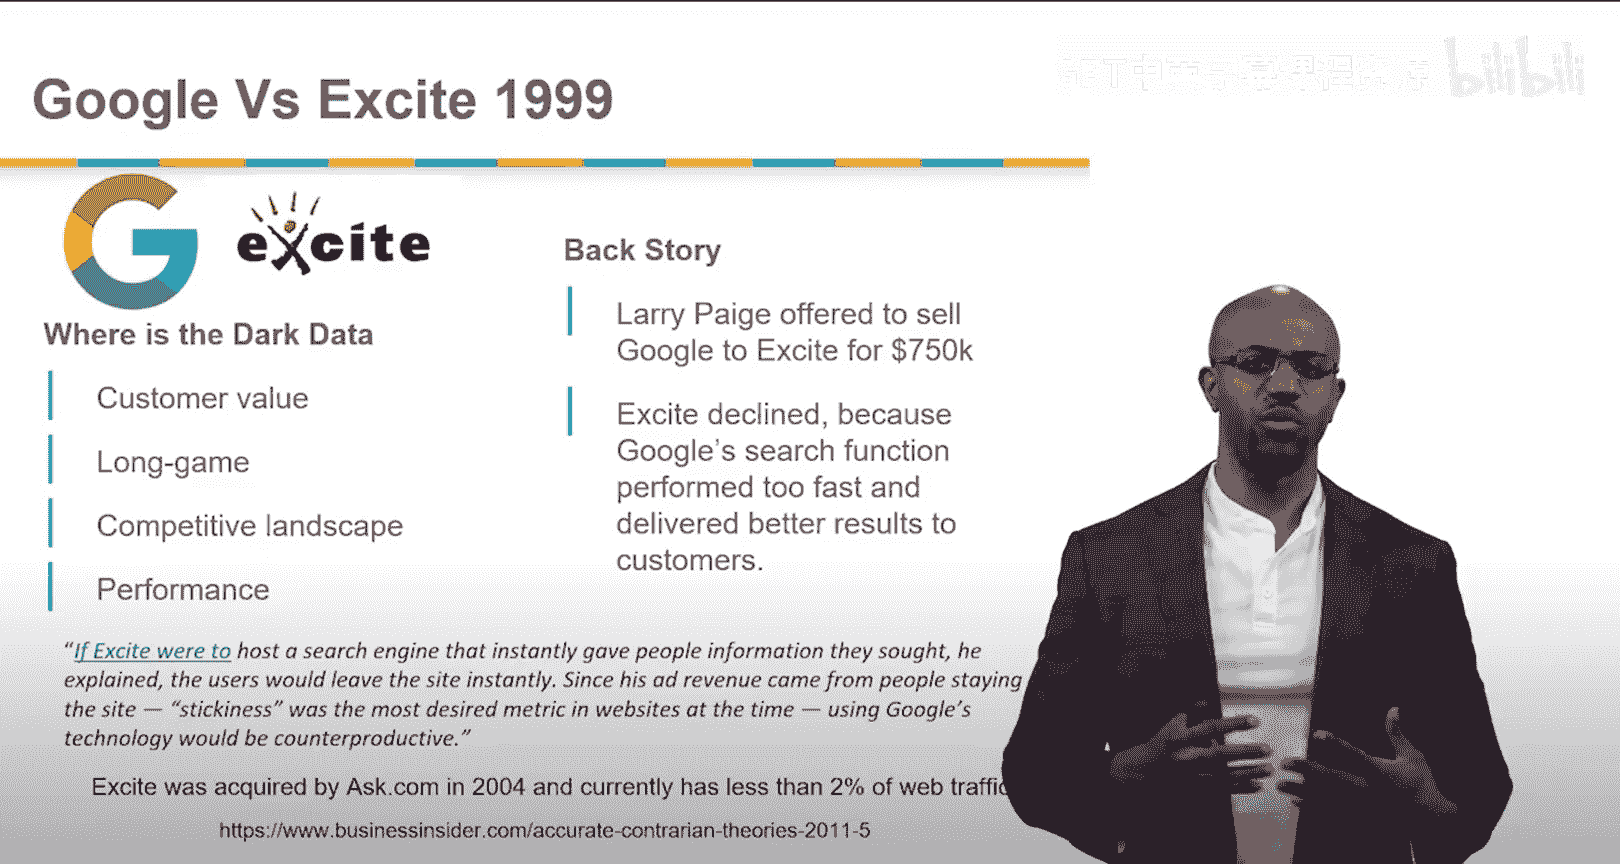 Google Vs Excite 1999
bilibili
excite
Where is the Dark Data
Customer value
Long-game
Competitive landscape
Performance
Back Story
Larry Paige offered to sell
Google to Excite for $750k
Excite declined, because
Google’s search function
performed too fast and
delivered better results to
customers.
“If Excite were to host a search engine that instantly gave people information they sought, he
explained, the users would leave the site instantly. Since his ad revenue came from people staying
the site — “stickiness” was the most desired metric in websites at the time — using Google’s
technology would be counterproductive.”
Excite was acquired by Ask.com in 2004 and currently has less than 2% of web traffic
https://www.businessinsider.com/accurate-contrarian-theories-2011-5